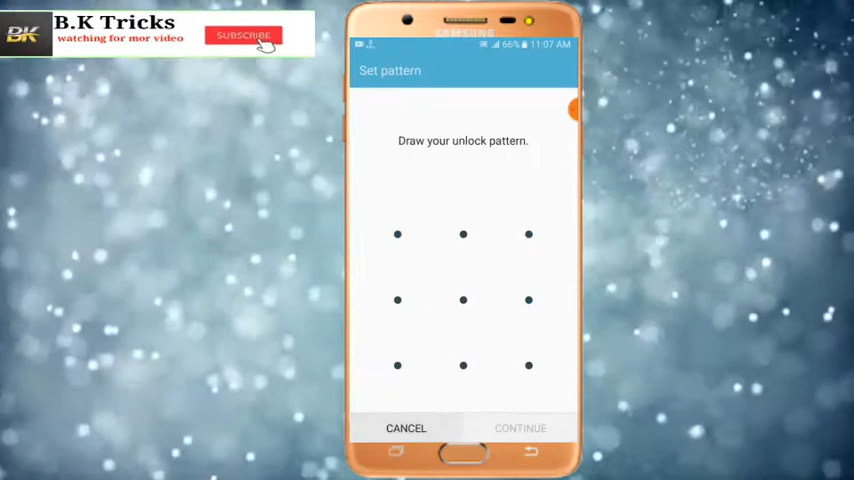 BK
B.K Tricks
watching for mor video
SUBSCRIBE
SAMSUNG
66% 11:07 AM
Set pattern
Draw your unlock pattern.
CANCEL
CONTINUE